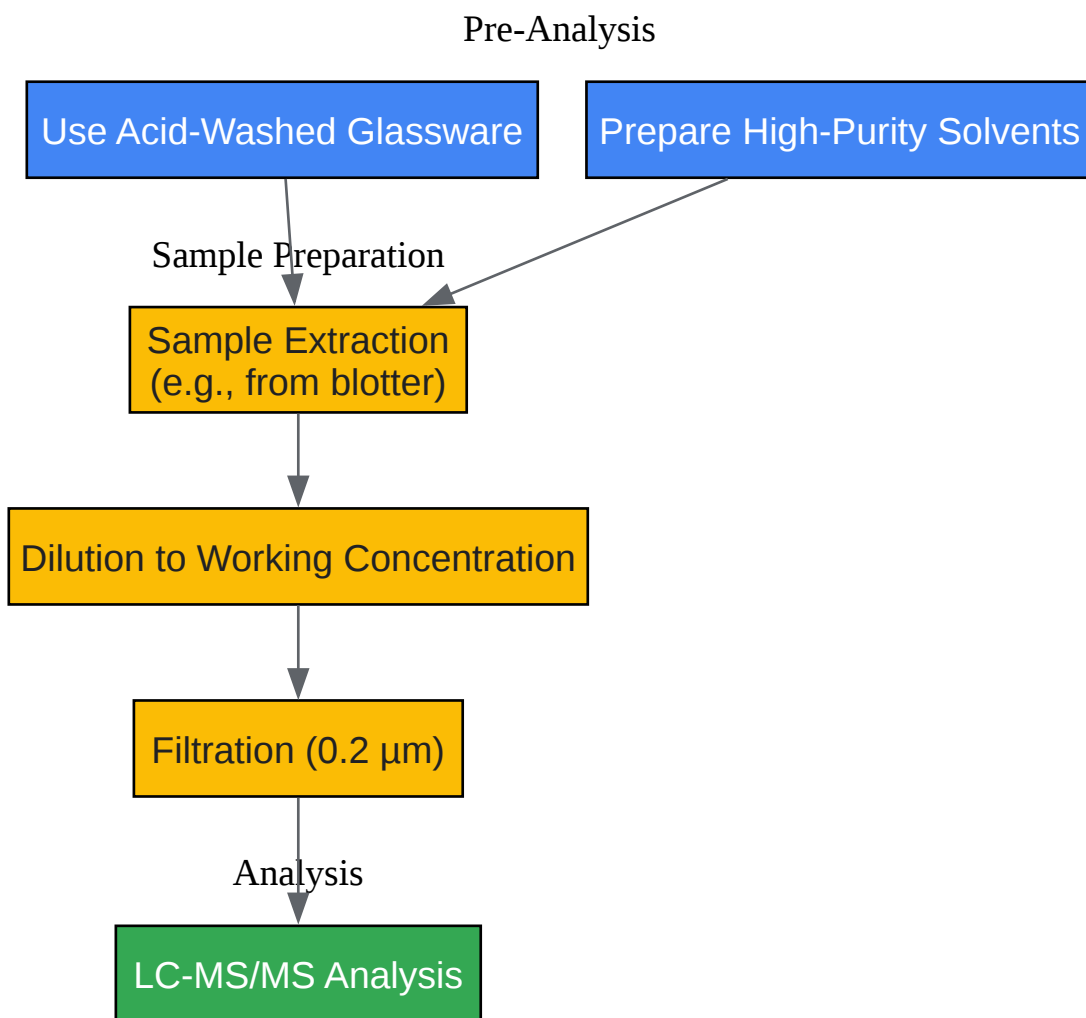 Pre-Analysis
Use Acid-Washed Glassware
Prepare High-Purity Solvents
Sample Preparation
Sample Extraction
(e.g., from blotter)
Dilution to Working Concentration
Filtration (0.2 µm)
Analysis
LC-MS/MS Analysis